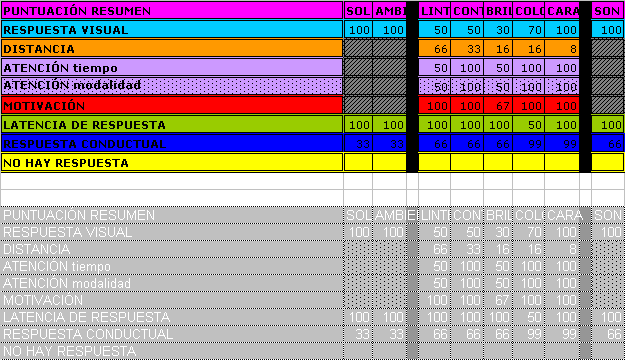 PUNTUACIÓN RESUMEN SOL AMBIE LINT CONT BRIL COLO CARA SON
RESPUESTA VISUAL 100 100 50 50 30 70 100 100
DISTANCIA 66 33 16 16 8
ATENCIÓN tiempo 50 100 50 100 100
ATENCIÓN modalidad 50 100 50 100 100
MOTIVACIÓN 100 100 67 100 100
LATENCIA DE RESPUESTA 100 100 100 100 100 50 100 100
RESPUESTA CONDUCTUAL 33 33 66 66 66 99 99 66
NO HAY RESPUESTA
PUNTUACIÓN RESUMEN SOL AMBIE LINT CON BRIL COLO CARA SON
RESPUESTA VISUAL 100 100 50 50 30 70 100 100
DISTANCIA 66 33 16 16 8
ATENCIÓN tiempo 50 100 50 100 100
ATENCIÓN modalidad 50 100 50 100 100
MOTIVACIÓN 100 100 67 100 100
LATENCIA DE RESPUESTA 100 100 100 100 100 50 100 100
RESPUESTA CONDUCTUAL 33 33 66 66 66 99 99 66
NO HAY RESPUESTA